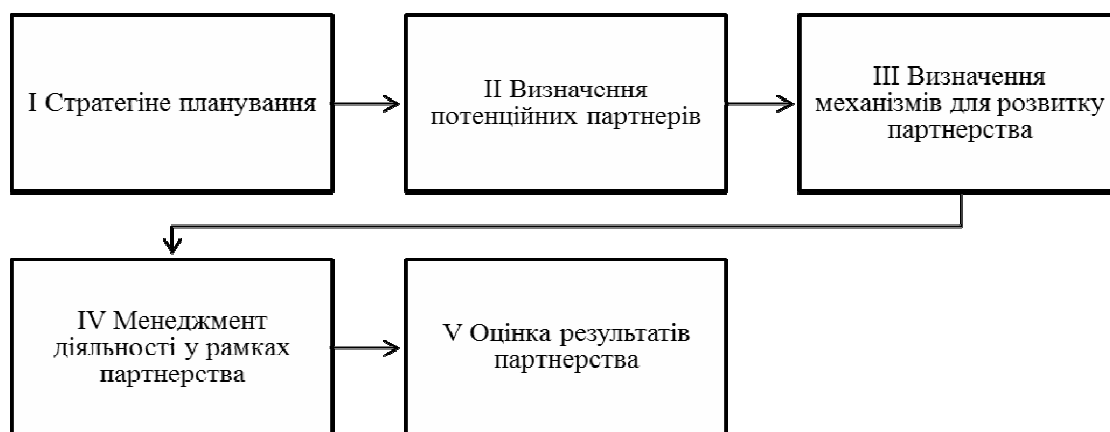 I Стратегіне планування
II Визначення
потенційних партнерів
III Визначення
механізмів для розвитку
партнерства
IV Менеджмент
діяльності у рамках
партнерства
V Оцінка результатів
партнерства